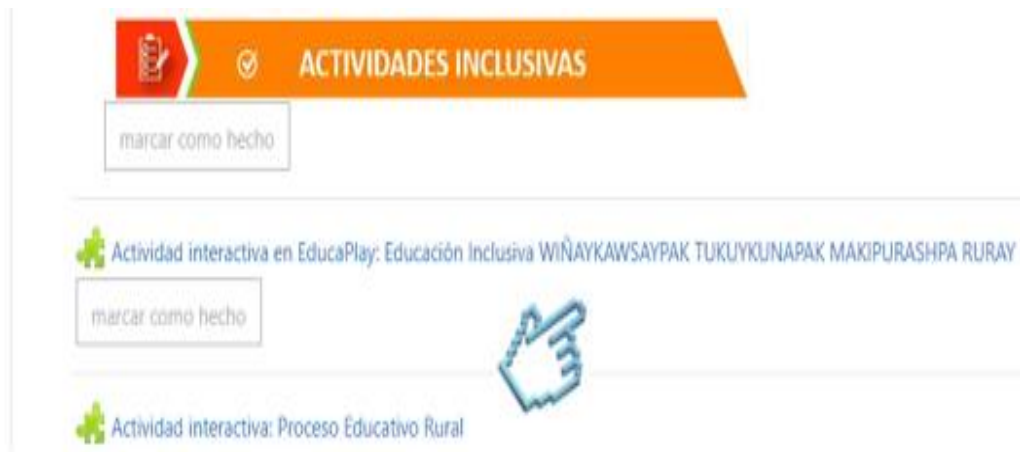 ACTIVIDADES INCLUSIVAS
marcar como hecho
Actividad interactiva en EducaPlay: Educación Inclusiva WIÑAYKAWSAYPAK TUKUYKUNAPAK MAKIPURASHPA RURAY
marcar como hecho
Actividad interactiva: Proceso Educativo Rural